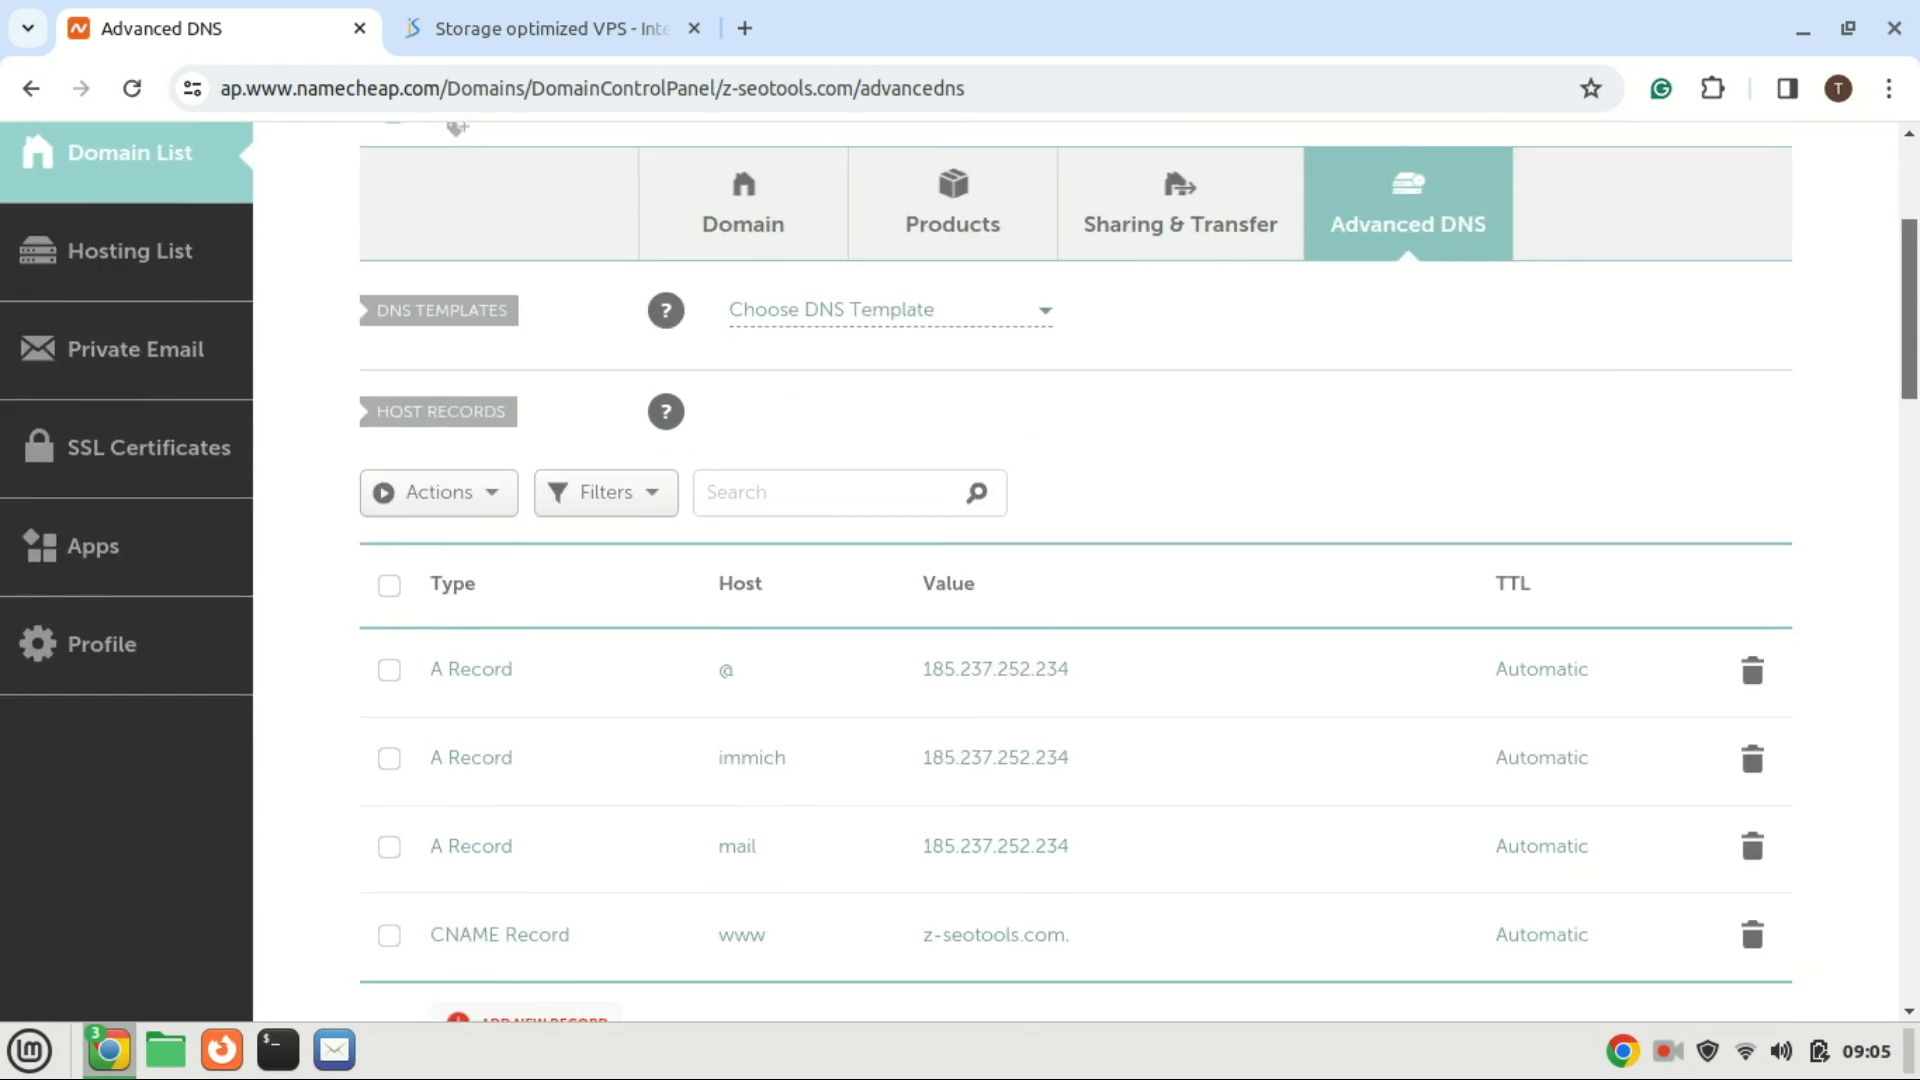 Advanced DNS
Storage optimized VPS - Inte
ap.www.namecheap.com/Domains/DomainControlPanel/z-seotools.com/advancedns
T
Domain List
Hosting List
Private Email
SSL Certificates
Apps
Profile
Domain
Products
Sharing & Transfer
Advanced DNS
DNS TEMPLATES
?
Choose DNS Template
HOST RECORDS
?
Actions
Filters
Search
Type Host Value TTL
A Record @ 185.237.252.234 Automatic
A Record immich 185.237.252.234 Automatic
A Record mail 185.237.252.234 Automatic
CNAME Record www z-seotools.com. Automatic
ADD NEW RECORD
3
$_
09:05